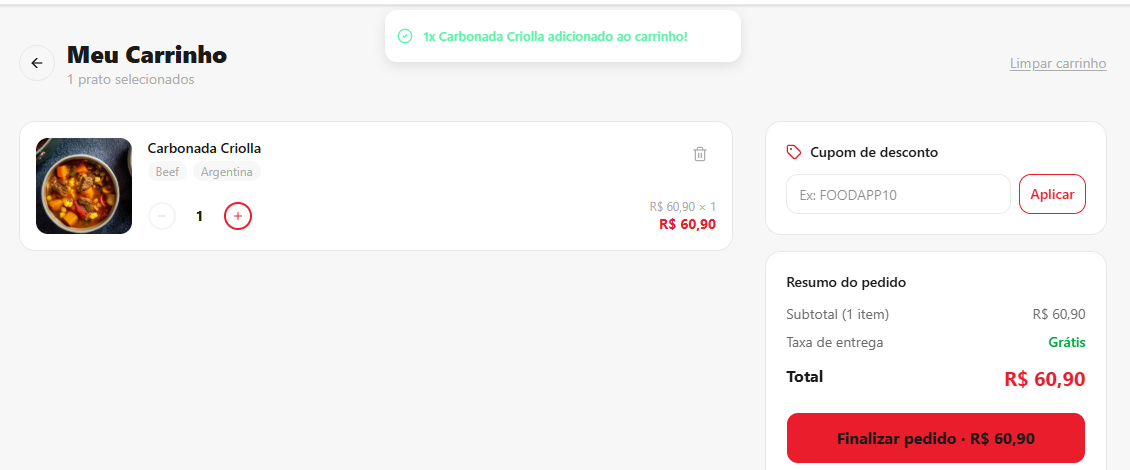 1x Carbonada Criolla adicionado ao carrinho!
Meu Carrinho
1 prato selecionados
Limpar carrinho
Carbonada Criolla
Beef
Argentina
1
R$ 60,90 × 1
R$ 60,90
Cupom de desconto
Ex: FOODAPP10
Aplicar
Resumo do pedido
Subtotal (1 item)
R$ 60,90
Taxa de entrega
Grátis
Total
R$ 60,90
Finalizar pedido · R$ 60,90